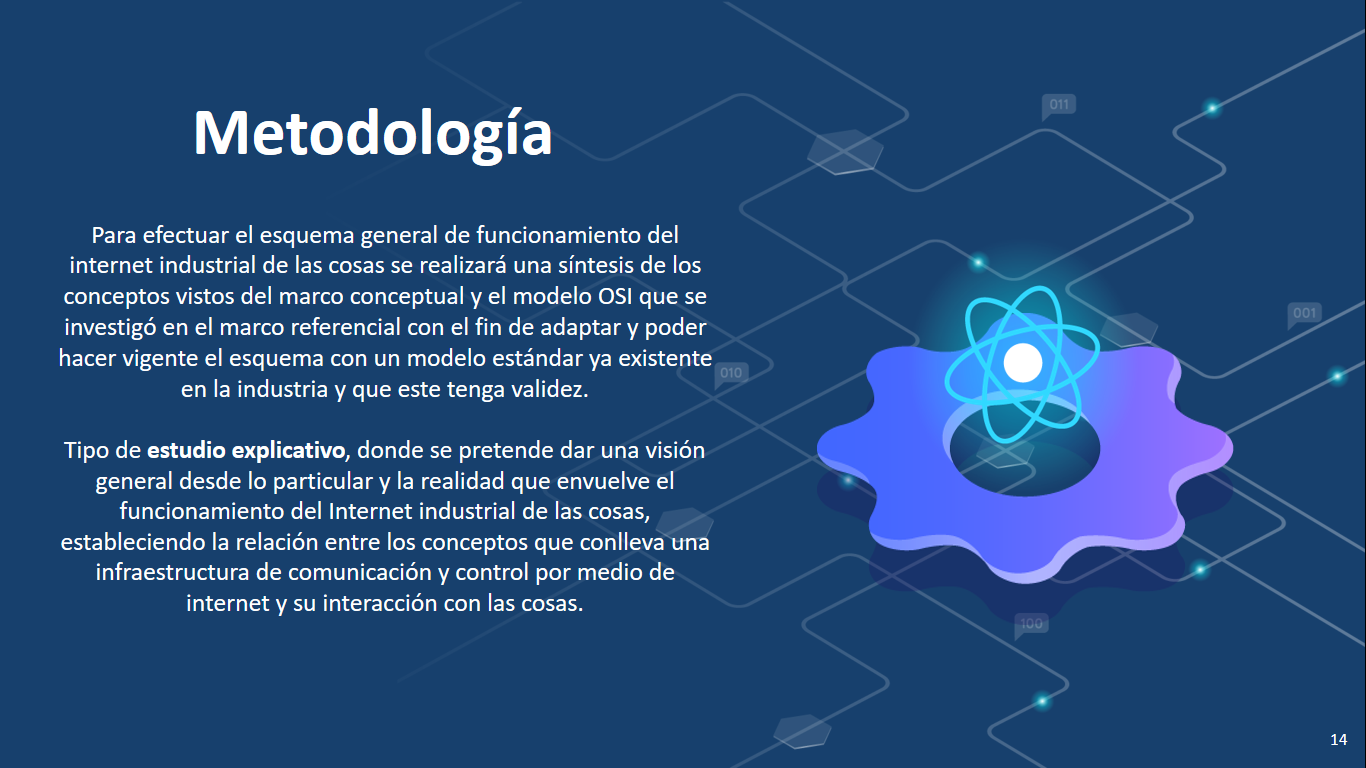 Metodología
Para efectuar el esquema general de funcionamiento del
internet industrial de las cosas se realizará una síntesis de los
conceptos vistos del marco conceptual y el modelo OSI que se
investigó en el marco referencial con el fin de adaptar y poder
hacer vigente el esquema con un modelo estándar ya existente
en la industria y que este tenga validez.
Tipo de estudio explicativo, donde se pretende dar una visión
general desde lo particular y la realidad que envuelve el
funcionamiento del Internet industrial de las cosas,
estableciendo la relación entre los conceptos que conlleva una
infraestructura de comunicación y control por medio de
internet y su interacción con las cosas.
011
001
010
100
14